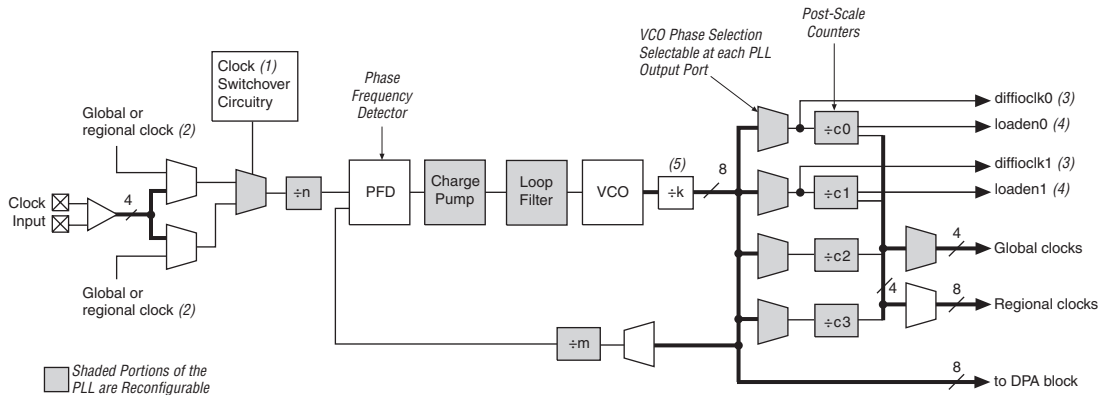 Post-Scale
Counters
VCO Phase Selection
Selectable at each PLL
Output Port
Clock (1)
Switchover
Circuitry
Phase
Frequency
Detector
Global or
regional clock (2)
diffioclk0 (3)
loaden0 (4)
÷c0
diffioclk1 (3)
loaden1 (4)
÷c1
(5)
8
÷n
PFD
Charge
Pump
Loop
Filter
VCO
÷k
Clock
Input
4
4
Global clocks
÷c2
Global or
regional clock (2)
4
8
Regional clocks
÷c3
÷m
8
to DPA block
Shaded Portions of the
PLL are Reconfigurable